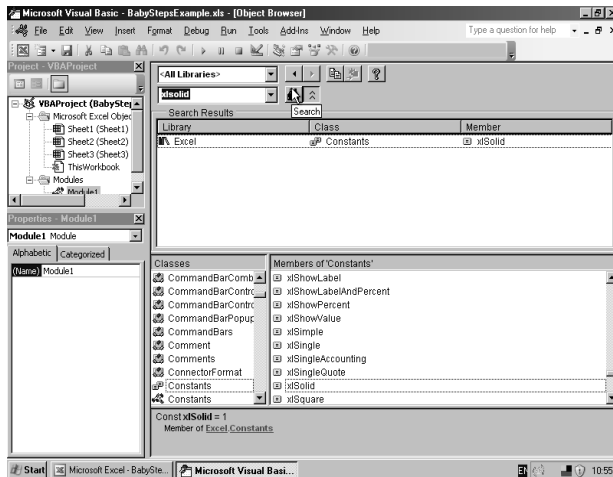 Microsoft Visual Basic - BabyStepsExample.xls - [Object Browser]
File Edit View Insert Format Debug Run Tools Add-Ins Window Help
Type a question for help
Project - VBAProject
<All Libraries>
xlsolid
Search
VBAProject (BabyStep
Microsoft Excel Objec
Sheet1 (Sheet1)
Sheet2 (Sheet2)
Sheet3 (Sheet3)
ThisWorkbook
Modules
Module1
Search Results
Library Class Member
Excel Constants xlSolid
Properties - Module1
Module1 Module
Alphabetic Categorized
(Name) Module1
Classes
CommandBarComb
CommandBarContro
CommandBarContro
CommandBarPopup
CommandBars
Comment
Comments
ConnectorFormat
Constants
Constants
Members of 'Constants'
xlShowLabel
xlShowLabelAndPercent
xlShowPercent
xlShowValue
xlSimple
xlSingle
xlSingleAccounting
xlSingleQuote
xlSolid
xlSquare
Const xlSolid = 1
Member of Excel.Constants
Start Microsoft Excel - BabySte... Microsoft Visual Basi... EN 10:55